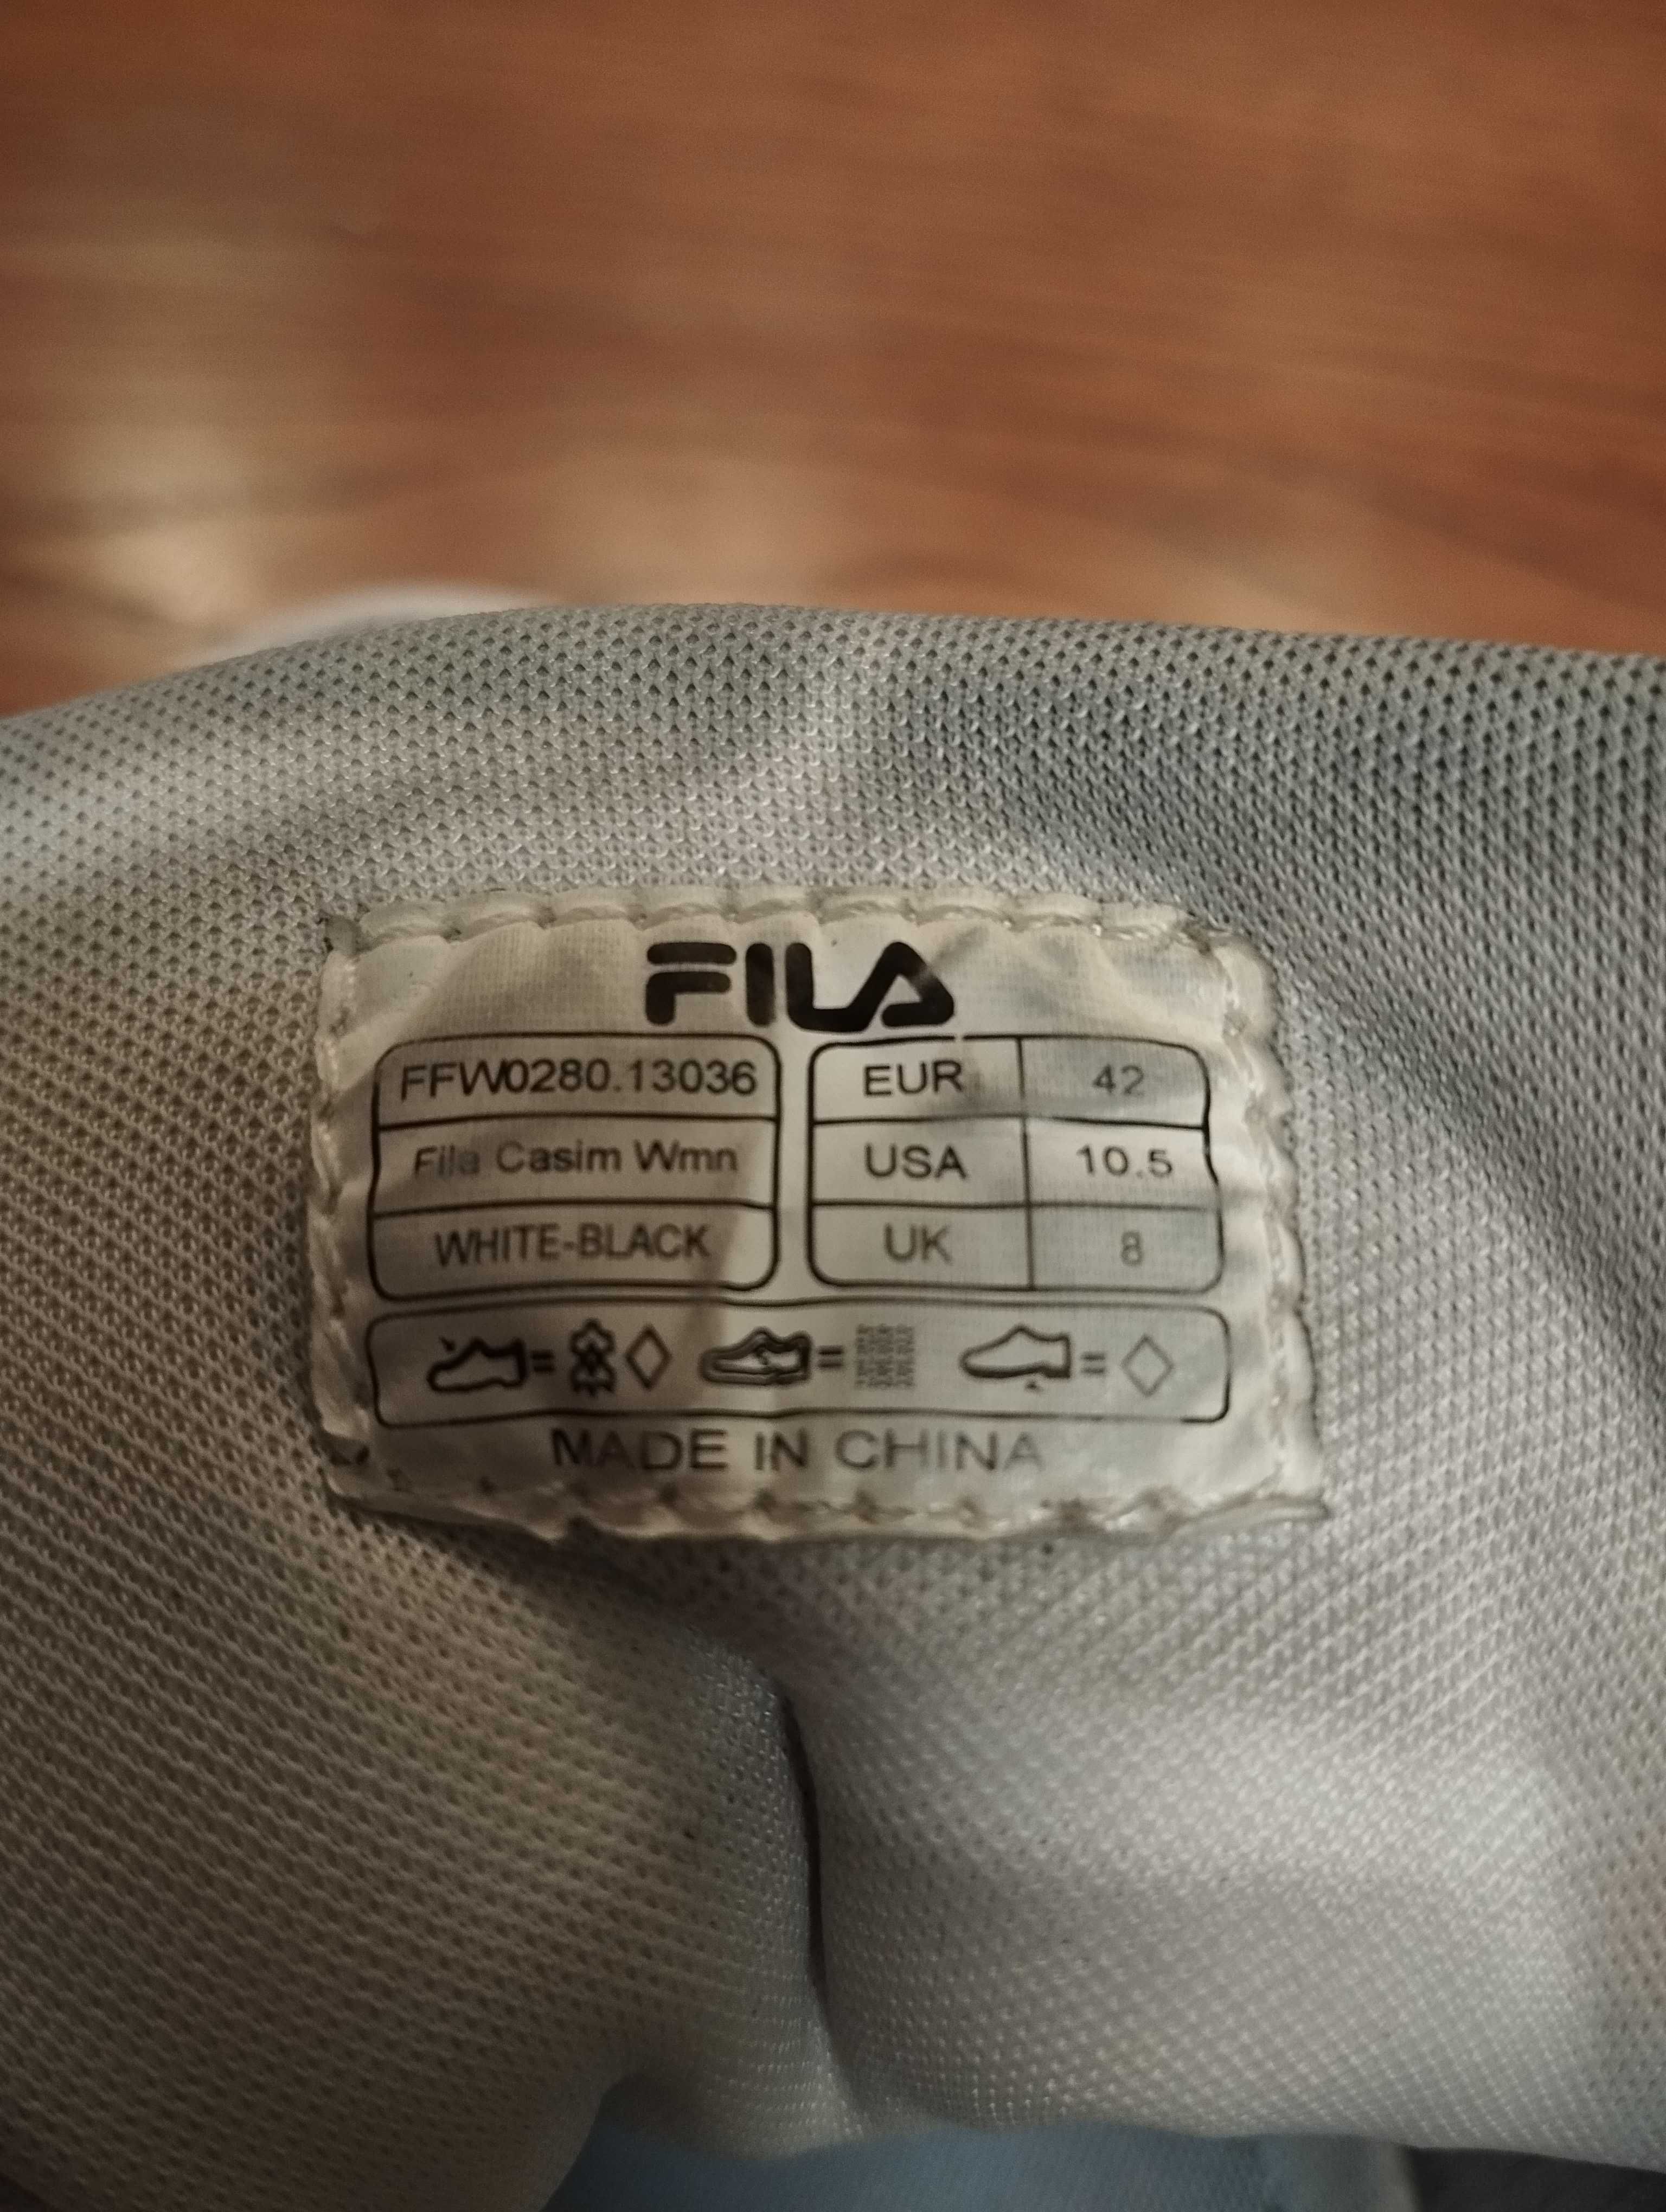 FILA
FFW0280.13036
Fila Casim Wmn
WHITE-BLACK
EUR 42
USA 10.5
UK 8
MADE IN CHINA